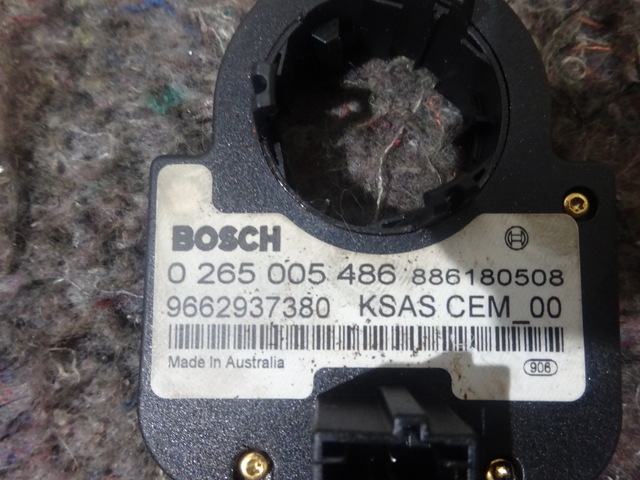 BOSCH
0 265 005 486 886180508
9662937380 KSAS CEM_00
Made In Australia
906